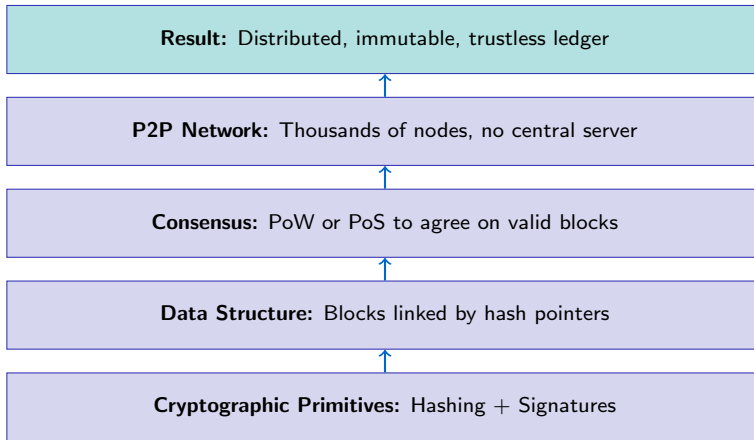 Result: Distributed, immutable, trustless ledger
P2P Network: Thousands of nodes, no central server
Consensus: PoW or PoS to agree on valid blocks
Data Structure: Blocks linked by hash pointers
Cryptographic Primitives: Hashing + Signatures